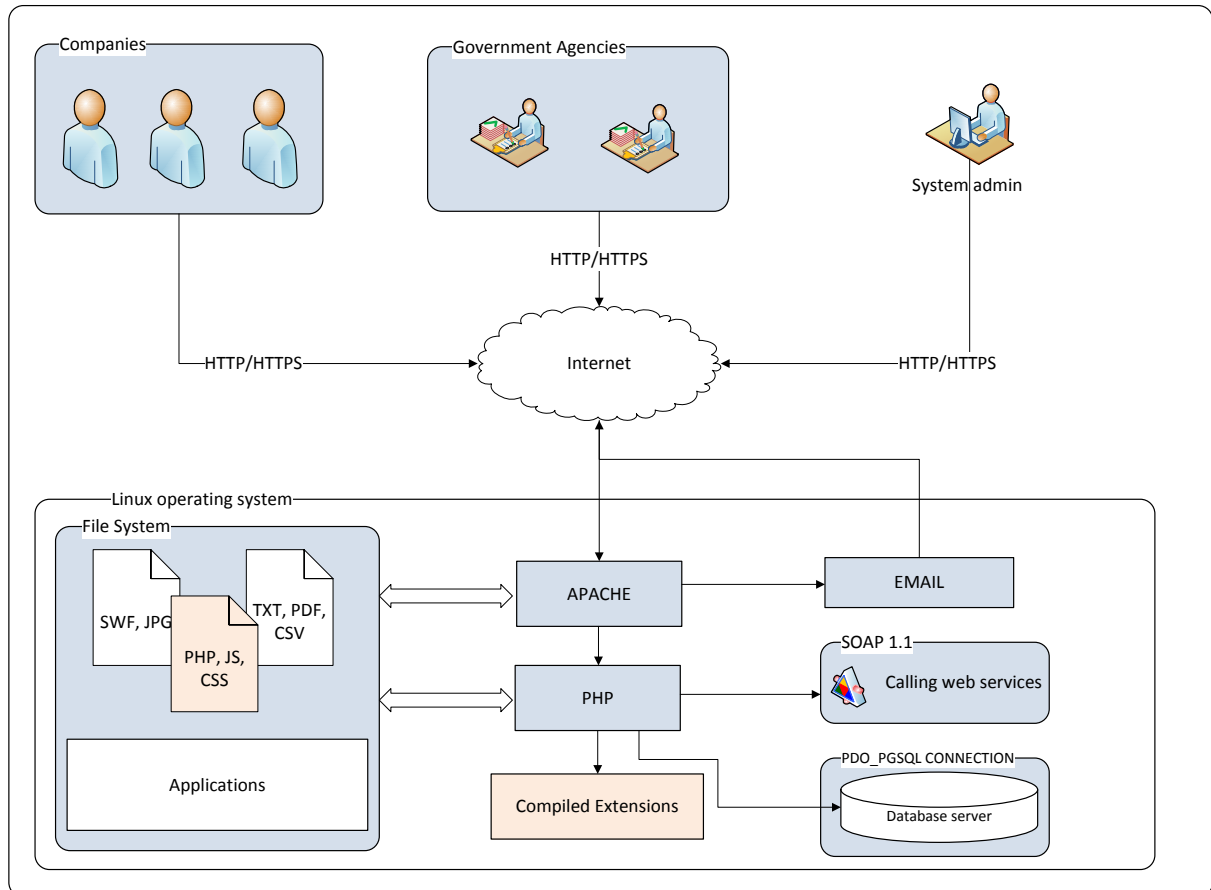 Companies
Government Agencies
System admin
HTTP/HTTPS
HTTP/HTTPS
Internet
HTTP/HTTPS
Linux operating system
File System
SWF, JPG
TXT, PDF,
CSV
PHP, JS,
CSS
Applications
APACHE
EMAIL
PHP
SOAP 1.1
Calling web services
Compiled Extensions
PDO_PGSQL CONNECTION
Database server